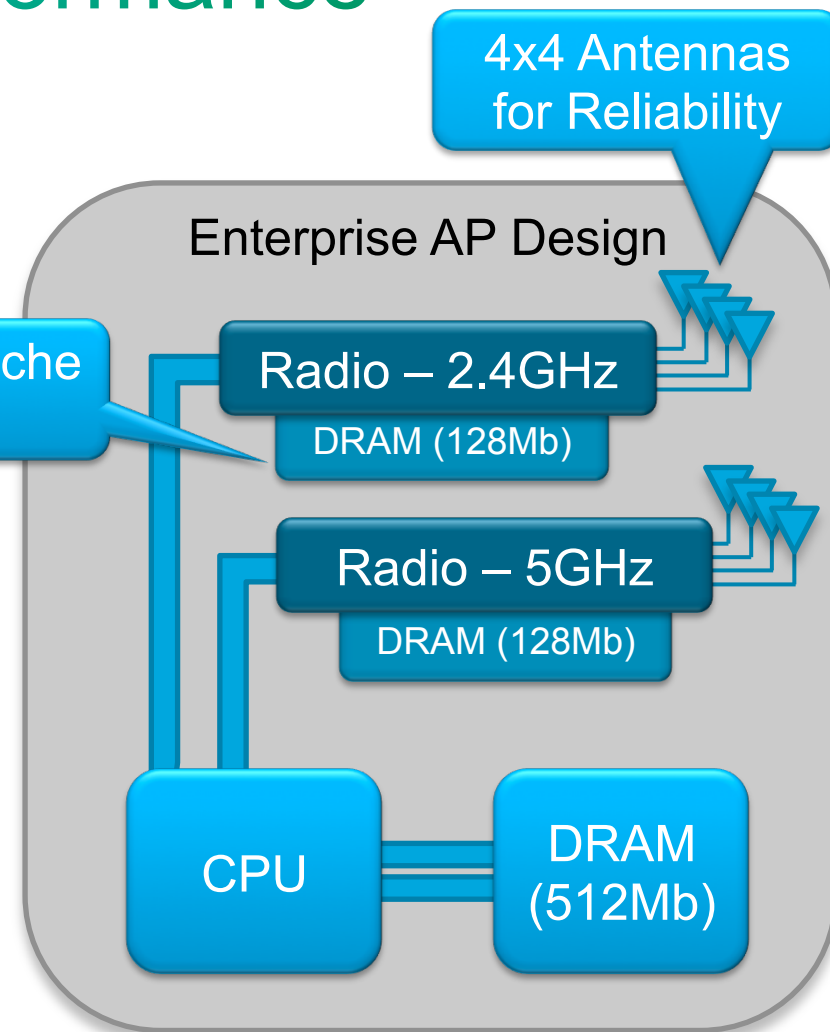 4x4 Antennas
for Reliability
Enterprise AP Design
Radio – 2.4GHz
DRAM (128Mb)
Radio – 5GHz
DRAM (128Mb)
CPU
DRAM
(512Mb)